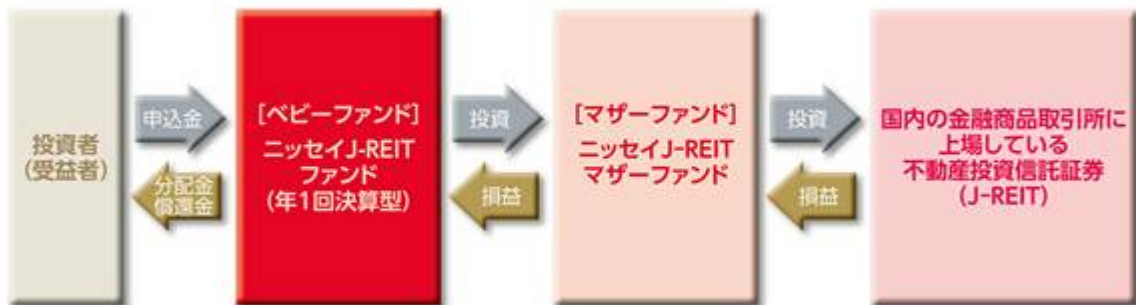 投資者
(受益者)
申込金
分配金
償還金
[ベビーファンド]
ニッセイJ-REIT
ファンド
(年1回決算型)
投資
損益
[マザーファンド]
ニッセイJ-REIT
マザーファンド
投資
損益
国内の金融商品取引所に
上場している
不動産投資信託証券
(J-REIT)